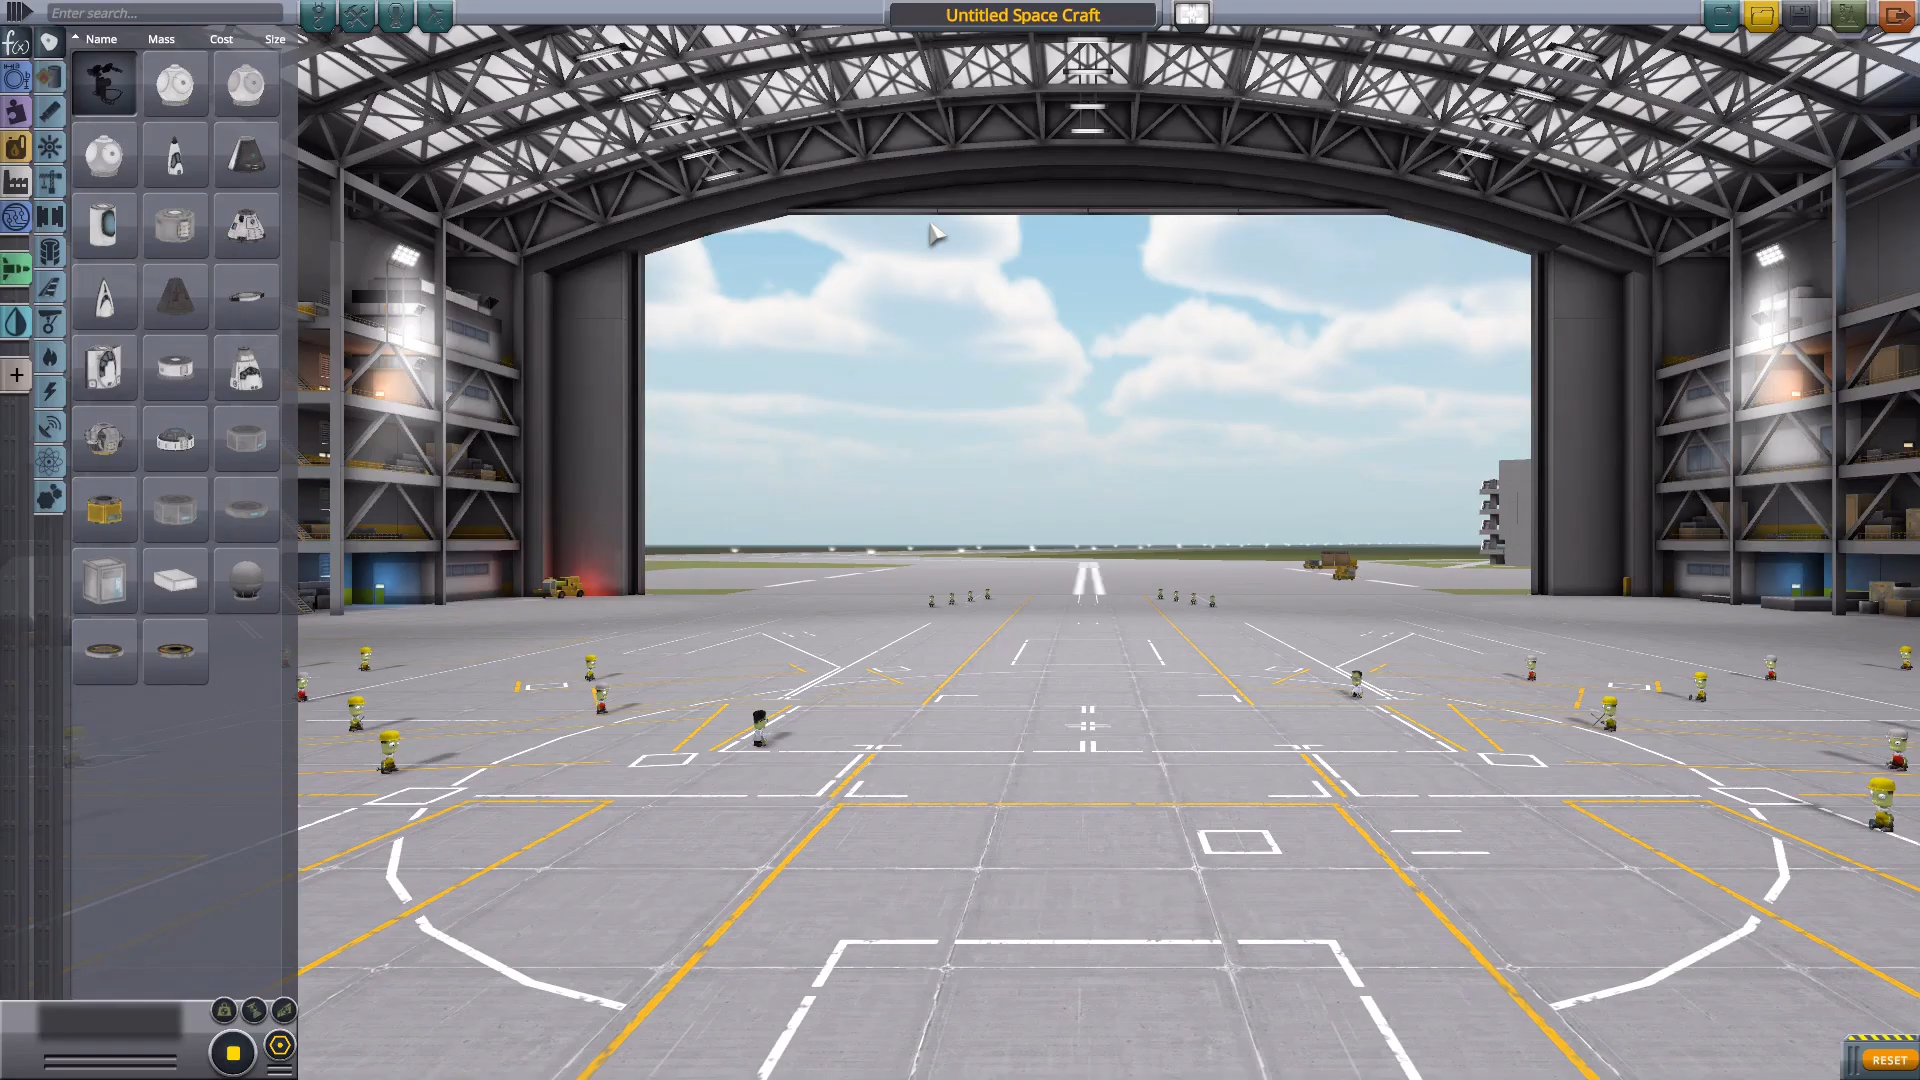 Enter search...
Untitled Space Craft
Name Mass Cost Size
f(x)
RESET